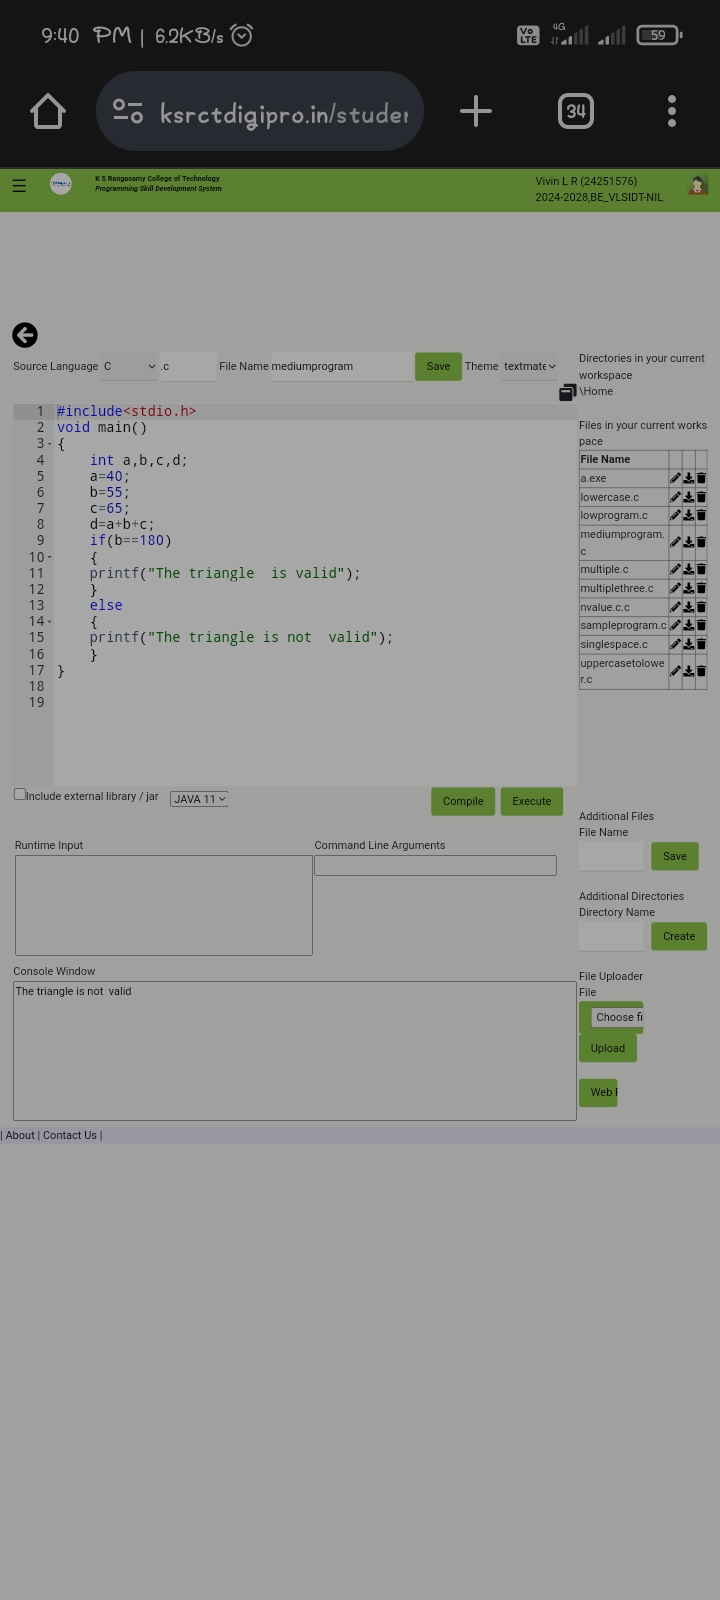 9:40 PM | 6.2KB/s
Vo LTE 4G 59
ksrctdigipro.in/studen
34
K S Rangasamy College of Technology
Programming Skill Development System
Vivin L R (24251576)
2024-2028,BE_VLSIDT-NIL
Source Language C .c File Name mediumprogram Save Theme textmate
1 #include<stdio.h>
2 void main()
3 {
4     int a,b,c,d;
5     a=40;
6     b=55;
7     c=65;
8     d=a+b+c;
9     if(b==180)
10     {
11     printf("The triangle  is valid");
12     }
13     else
14     {
15     printf("The triangle is not  valid");
16     }
17 }
18
19
Include external library / jar JAVA 11 Compile Execute
Runtime Input
Command Line Arguments
Console Window
The triangle is not  valid
Directories in your current
workspace
\Home
Files in your current works
pace
File Name
a.exe
lowercase.c
lowprogram.c
mediumprogram.
c
multiple.c
multiplethree.c
nvalue.c.c
sampleprogram.c
singlespace.c
uppercasetolowe
r.c
Additional Files
File Name
Save
Additional Directories
Directory Name
Create
File Uploader
File
Choose fi
Upload
Web
| About | Contact Us |